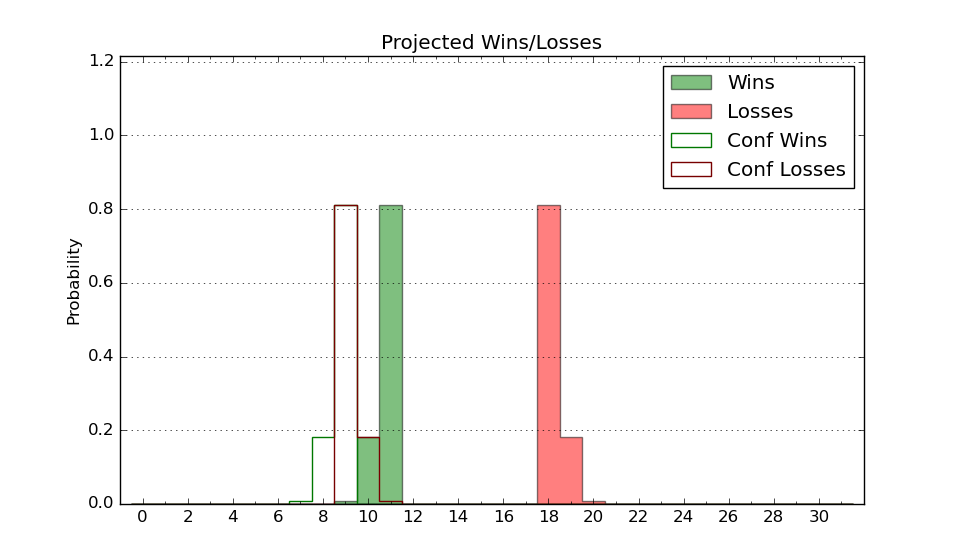 Projected Wins/Losses
1.2
1.0
0.8
0.6
0.4
0.2
0.0
Probability
Wins
Losses
Conf Wins
Conf Losses
0 2 4 6 8 10 12 14 16 18 20 22 24 26 28 30